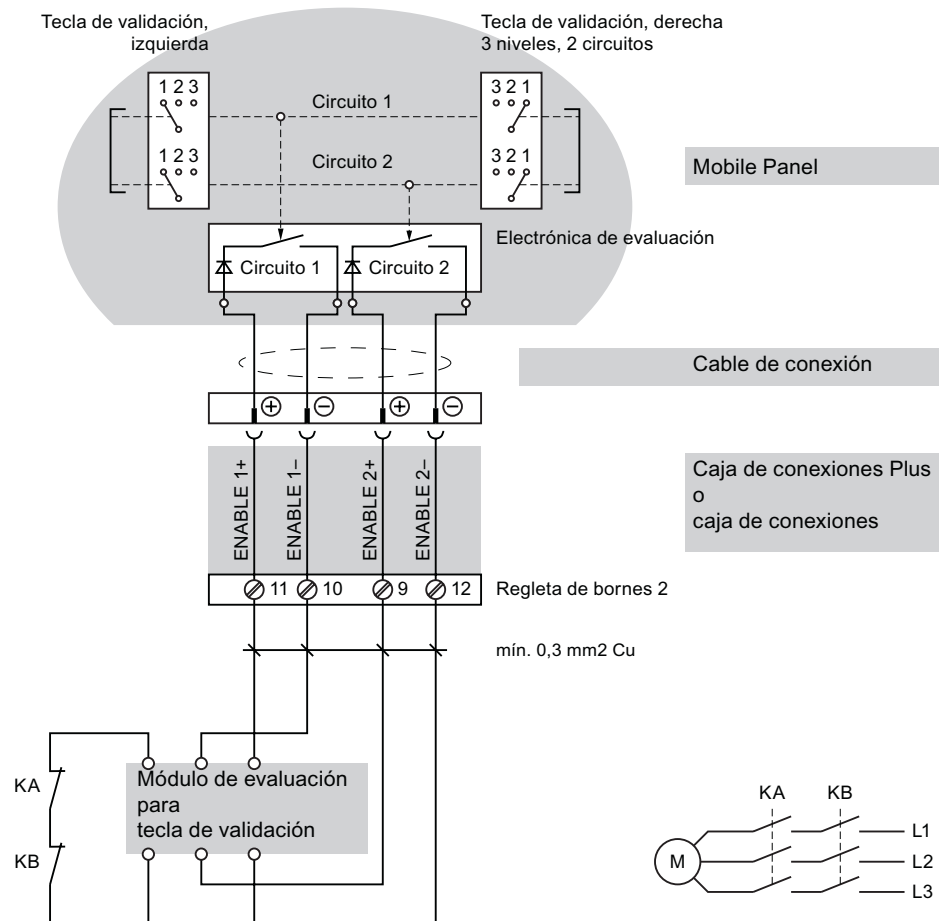 Tecla de validación,
izquierda
Tecla de validación, derecha
3 niveles, 2 circuitos
1 2 3
3 2 1
Circuito 1
1 2 3
3 2 1
Circuito 2
Mobile Panel
Electrónica de evaluación
Circuito 1
Circuito 2
Cable de conexión
+ − + −
ENABLE 1+
ENABLE 1–
ENABLE 2+
ENABLE 2–
Caja de conexiones Plus
o
caja de conexiones
11 10 9 12
Regleta de bornes 2
mín. 0,3 mm2 Cu
KA
KB
Módulo de evaluación
para
tecla de validación
KA KB
M
L1
L2
L3